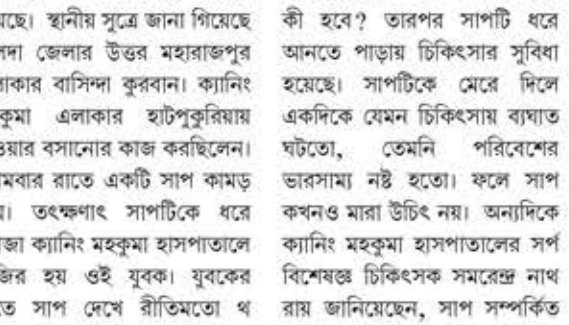 য়ছে। স্থানীয় সূত্রে জানা গিয়েছে
লদা জেলার উত্তর মহারাজপুর
লাকার বাসিন্দা কুরবান। ক্যানিং
কুমা এলাকার হাটপুকুরিয়ায়
ওয়ার বসানোর কাজ করছিলেন।
ামবার রাতে একটি সাপ কামড়
য়। তৎক্ষণাৎ সাপটিকে ধরে
াজা ক্যানিং মহকুমা হাসপাতালে
জির হয় ওই যুবক। যুবকের
তে সাপ দেখে রীতিমতো থ
কী হবে? তারপর সাপটি ধরে
আনতে পাড়ায় চিকিৎসার সুবিধা
হয়েছে। সাপটিকে মেরে দিলে
একদিকে যেমন চিকিৎসায় ব্যঘাত
ঘটতো, তেমনি পরিবেশের
ভারসাম্য নষ্ট হতো। ফলে সাপ
কখনও মারা উচিৎ নয়। অন্যদিকে
ক্যানিং মহকুমা হাসপাতালের সর্প
বিশেষজ্ঞ চিকিৎসক সমরেন্দ্র নাথ
রায় জানিয়েছেন, সাপ সম্পর্কিত